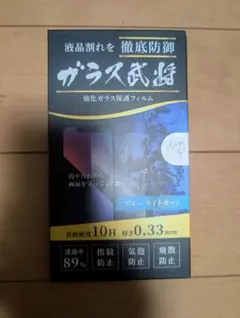 液晶割れを 徹底防御
ガラス武将
強化ガラス保護フィルム
ブルーライトカット
表面硬度10H 厚さ0.33mm
透過率 89%
指紋防止
気泡防止
飛散防止